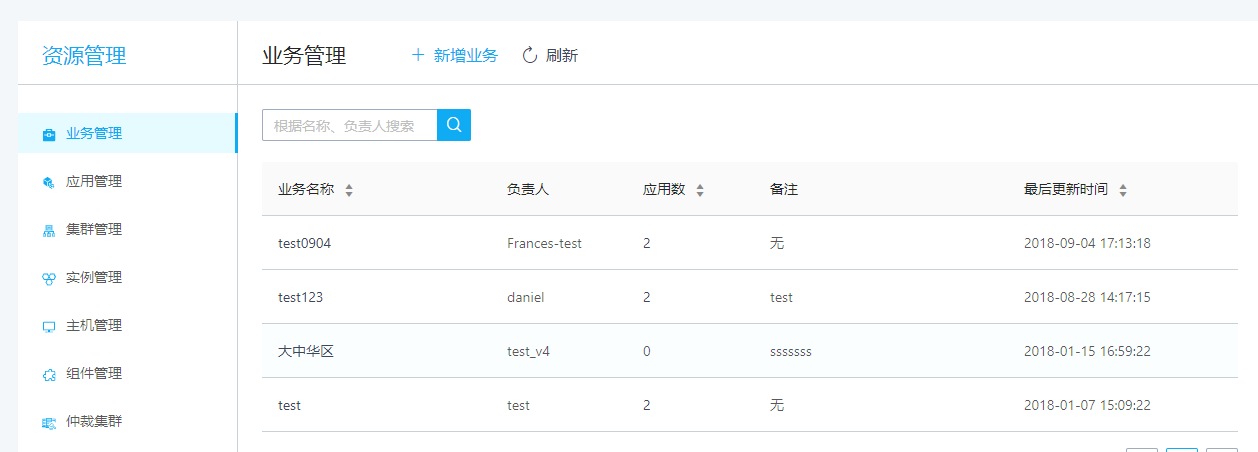 资源管理
业务管理
应用管理
集群管理
实例管理
主机管理
组件管理
仲裁集群
业务管理 新增业务 刷新
根据名称、负责人搜索
业务名称 负责人 应用数 备注 最后更新时间
test0904 Frances-test 2 无 2018-09-04 17:13:18
test123 daniel 2 test 2018-08-28 14:17:15
大中华区 test_v4 0 sssssss 2018-01-15 16:59:22
test test 2 无 2018-01-07 15:09:22